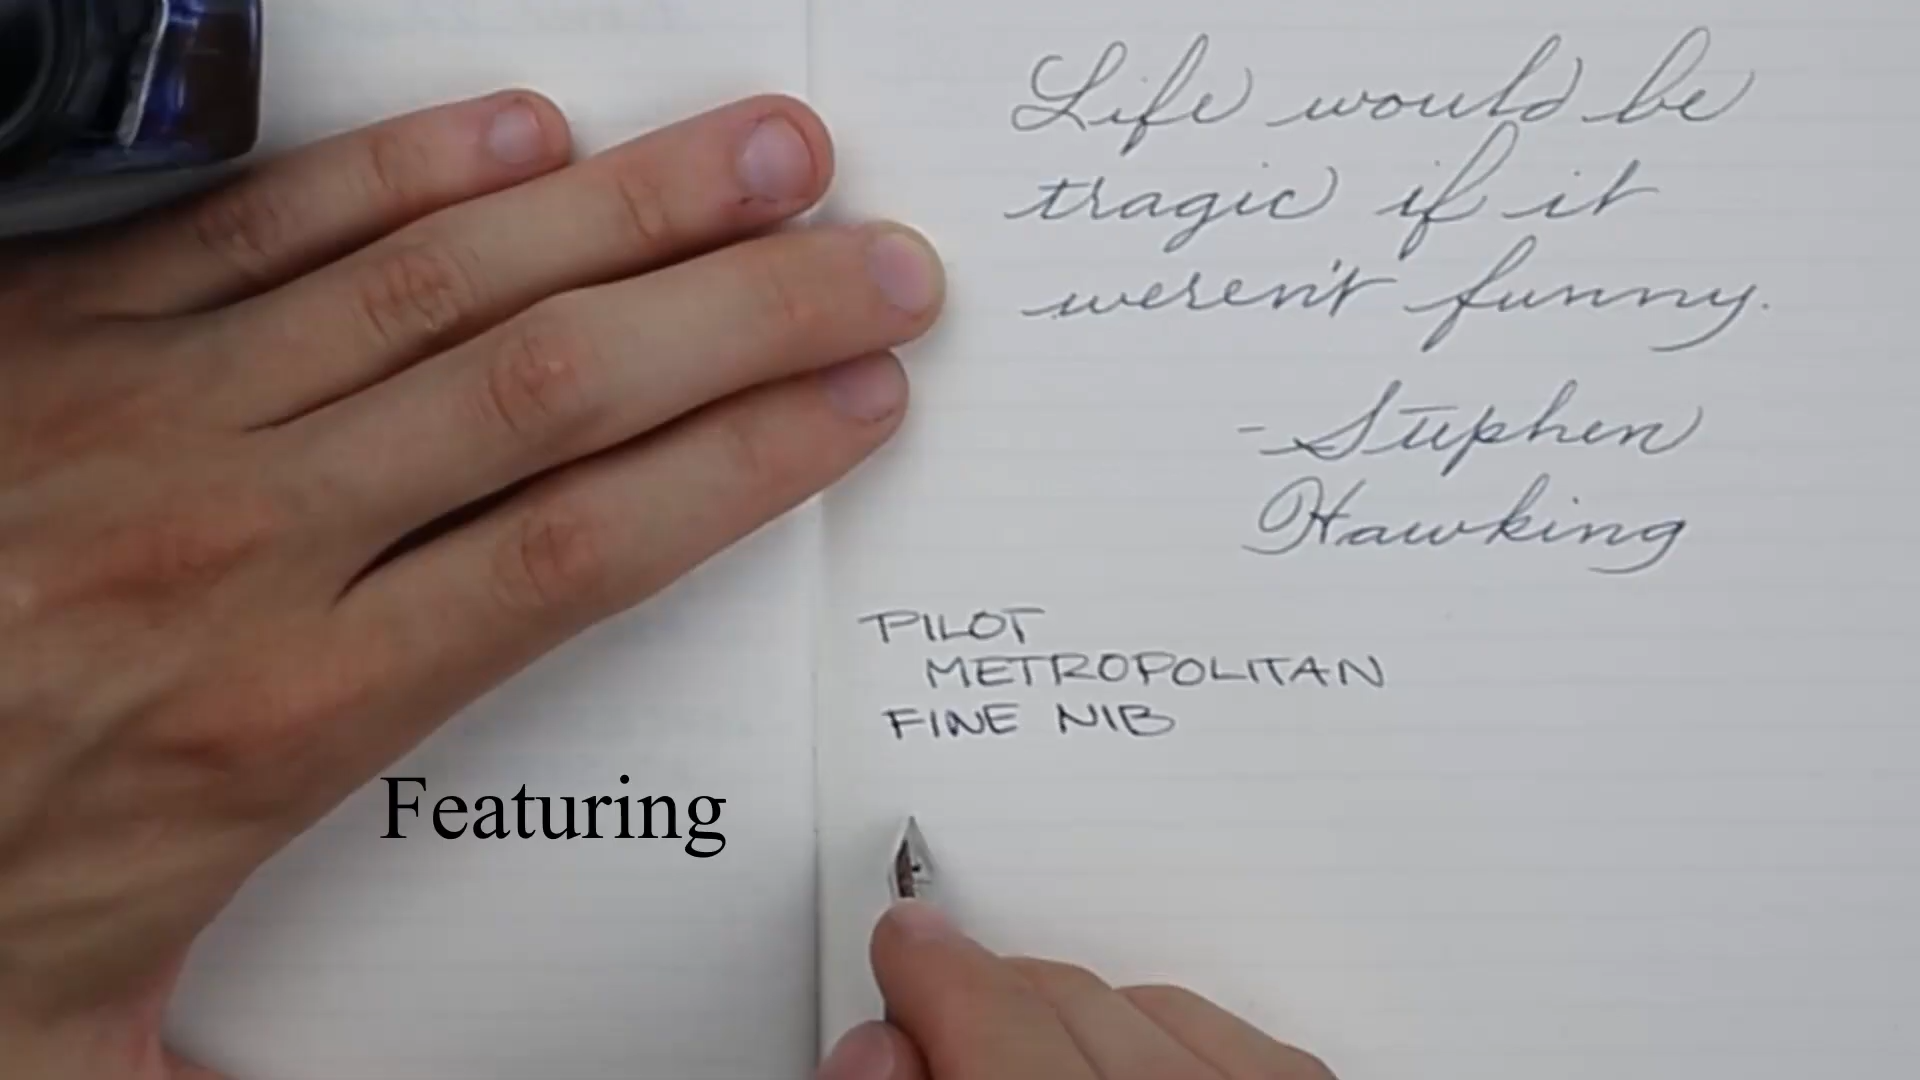 Life would be
tragic if it
weren't funny.
- Stephen
Hawking
PILOT
METROPOLITAN
FINE NIB
Featuring